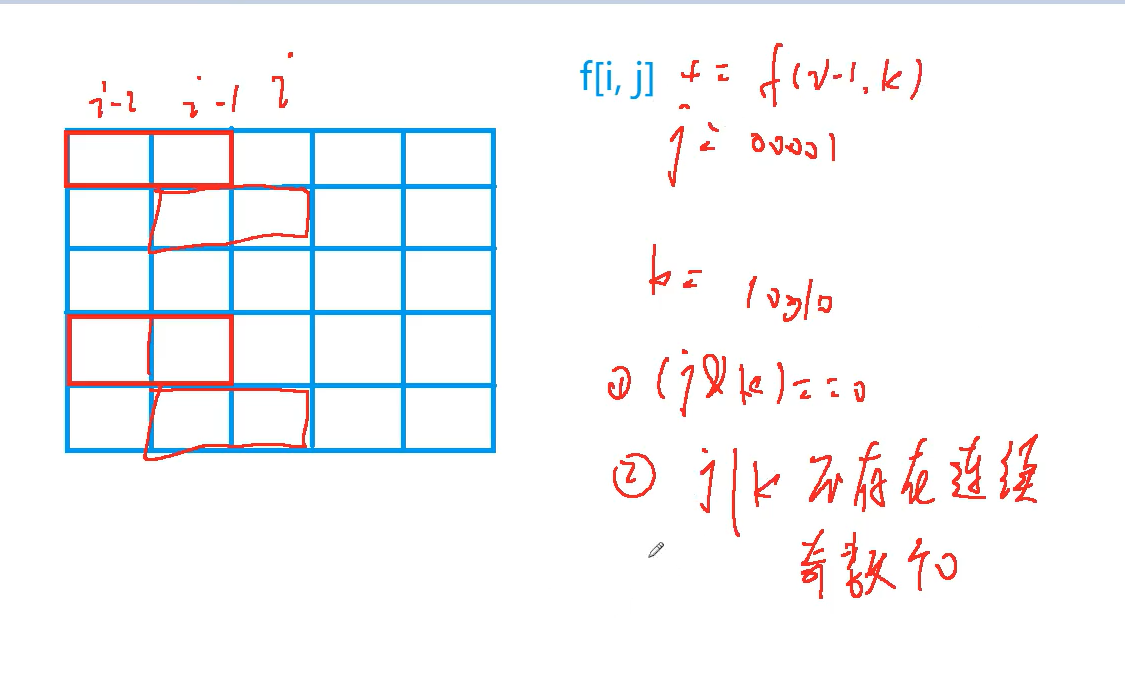 i-2 i-1 i
f[i, j] += f(i-1, k)
j = 00001
k = 10010
① (j & k) == 0
② j|k 不存在连续
奇数个0